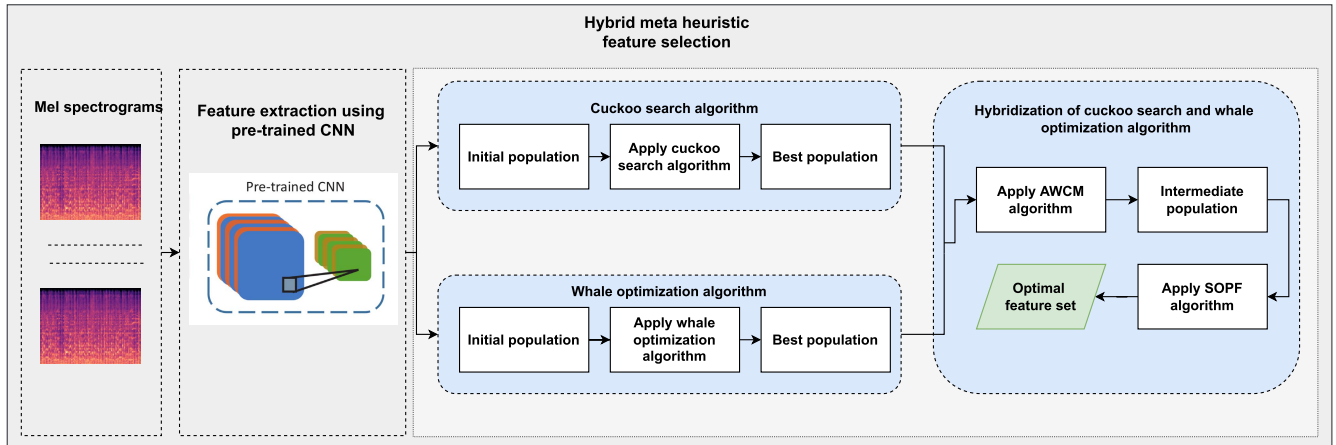 Hybrid meta heuristic
feature selection
Mel spectrograms
Feature extraction using
pre-trained CNN
Pre-trained CNN
Cuckoo search algorithm
Initial population
Apply cuckoo
search algorithm
Best population
Whale optimization algorithm
Initial population
Apply whale
optimization
algorithm
Best population
Hybridization of cuckoo search and whale
optimization algorithm
Apply AWCM
algorithm
Intermediate
population
Apply SOPF
algorithm
Optimal
feature set